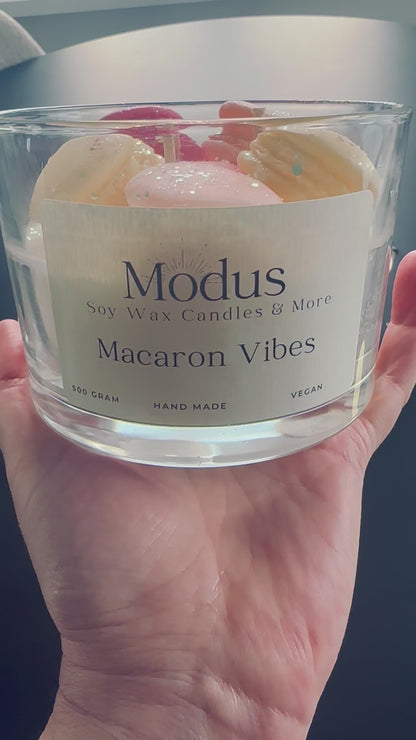 Modus
Soy Wax Candles & More
Macaron Vibes
500 GRAM
HAND MADE
VEGAN